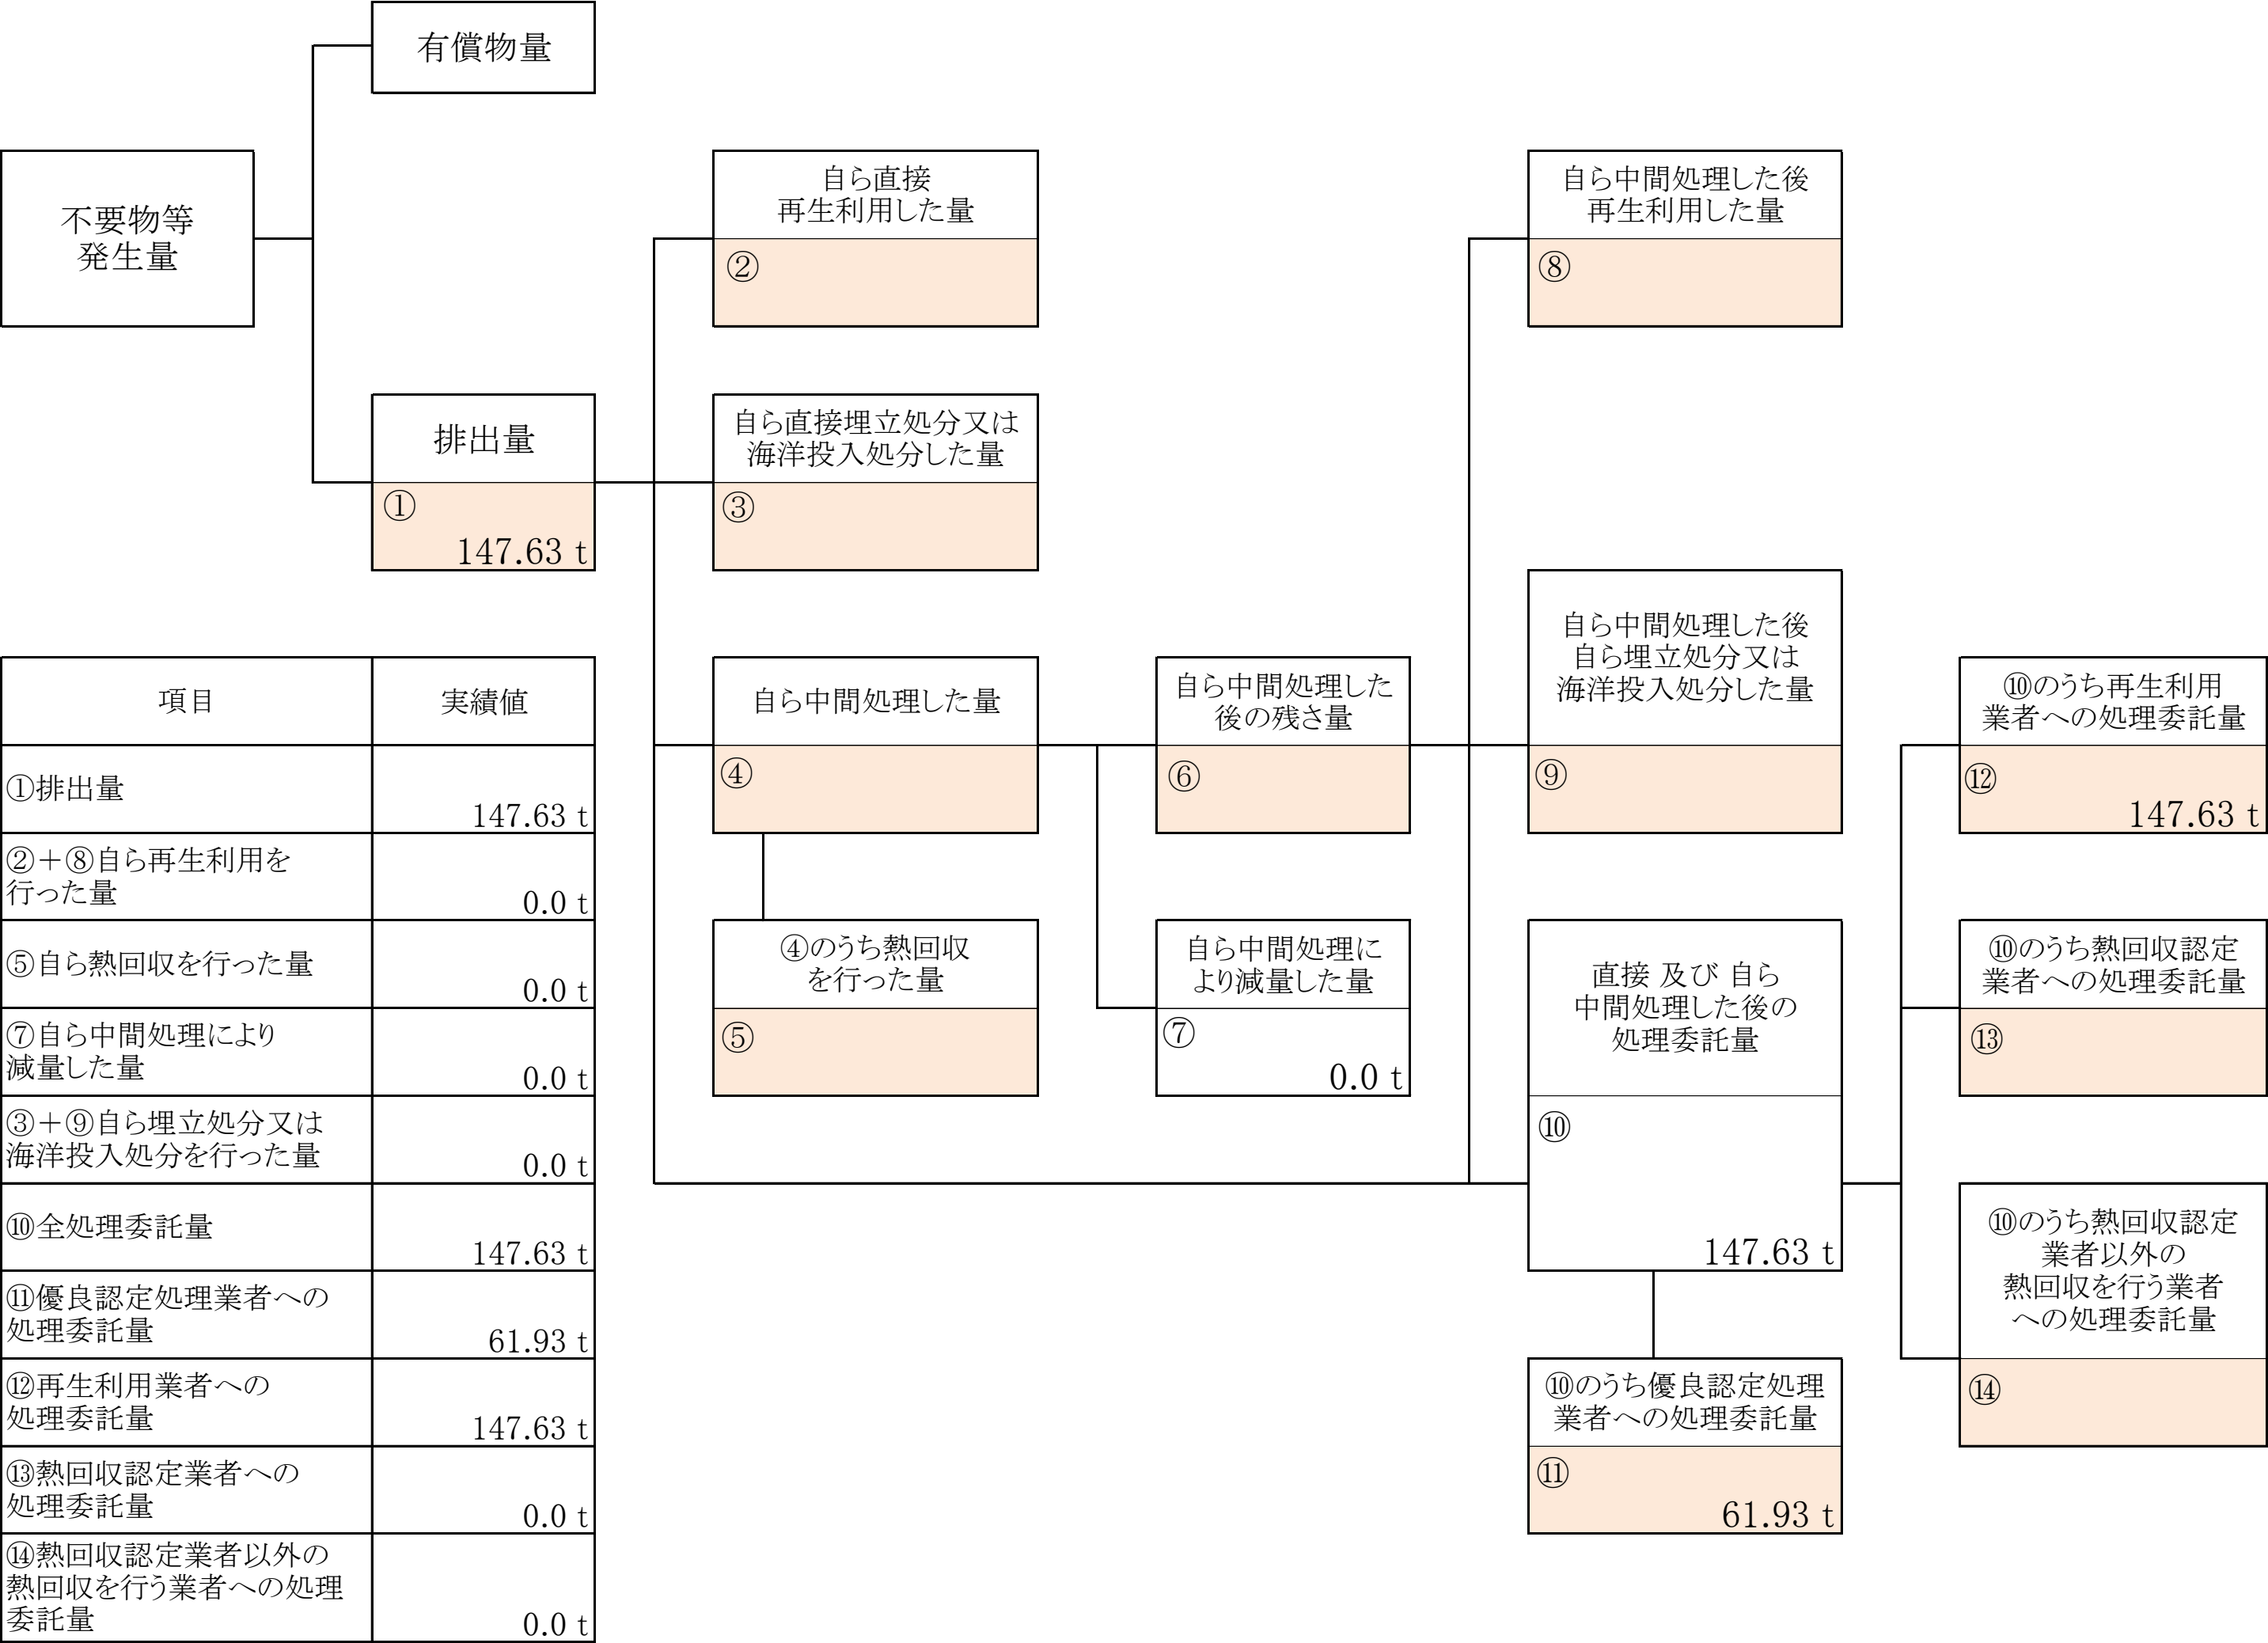 有償物量
不要物等
発生量
自ら直接
再生利用した量
②
自ら中間処理した後
再生利用した量
⑧
排出量
①
147.63 t
自ら直接埋立処分又は
海洋投入処分した量
③
自ら中間処理した量
④
自ら中間処理した
後の残さ量
⑥
自ら中間処理した後
自ら埋立処分又は
海洋投入処分した量
⑨
⑩のうち再生利用
業者への処理委託量
⑫
147.63 t
④のうち熱回収
を行った量
⑤
自ら中間処理に
より減量した量
⑦
0.0 t
直接 及び 自ら
中間処理した後の
処理委託量
⑩
147.63 t
⑩のうち熱回収認定
業者への処理委託量
⑬
⑩のうち熱回収認定
業者以外の
熱回収を行う業者
への処理委託量
⑭
⑩のうち優良認定処理
業者への処理委託量
⑪
61.93 t
項目
実績値
①排出量
147.63 t
②＋⑧自ら再生利用を
行った量
0.0 t
⑤自ら熱回収を行った量
0.0 t
⑦自ら中間処理により
減量した量
0.0 t
③＋⑨自ら埋立処分又は
海洋投入処分を行った量
0.0 t
⑩全処理委託量
147.63 t
⑪優良認定処理業者への
処理委託量
61.93 t
⑫再生利用業者への
処理委託量
147.63 t
⑬熱回収認定業者への
処理委託量
0.0 t
⑭熱回収認定業者以外の
熱回収を行う業者への処理
委託量
0.0 t